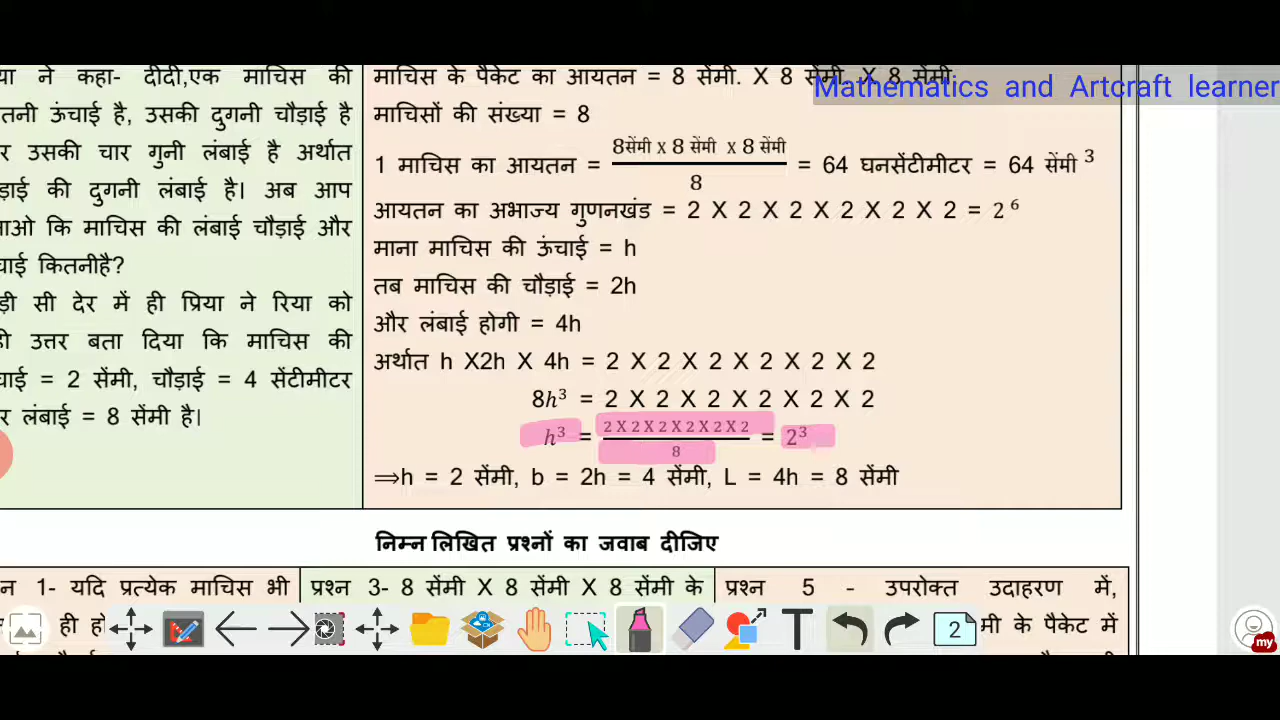 Mathematics and Artcraft learner
या ने कहा- दीदी,एक माचिस की
तनी ऊंचाई है, उसकी दुगनी चौड़ाई है
र उसकी चार गुनी लंबाई है अर्थात
ड़ाई की दुगनी लंबाई है। अब आप
ाओ कि माचिस की लंबाई चौड़ाई और
चाई कितनीहै?
ड़ी सी देर में ही प्रिया ने रिया को
ी उत्तर बता दिया कि माचिस की
चाई = 2 सेंमी, चौड़ाई = 4 सेंटीमीटर
र लंबाई = 8 सेंमी है।
माचिस के पैकेट का आयतन = 8 सेंमी. X 8 सेंमी. X 8 सेंमी
माचिसों की संख्या = 8
1 माचिस का आयतन = 8सेंमी x 8 सेंमी x 8 सेंमी / 8 = 64 घनसेंटीमीटर = 64 सेंमी ³
आयतन का अभाज्य गुणनखंड = 2 X 2 X 2 X 2 X 2 X 2 = 2⁶
माना माचिस की ऊंचाई = h
तब माचिस की चौड़ाई = 2h
और लंबाई होगी = 4h
अर्थात h X2h X 4h = 2 X 2 X 2 X 2 X 2 X 2
8h³ = 2 X 2 X 2 X 2 X 2 X 2
h³ = 2 X 2 X 2 X 2 X 2 X 2 / 8 = 2³
⟹h = 2 सेंमी, b = 2h = 4 सेंमी, L = 4h = 8 सेंमी
निम्न लिखित प्रश्नों का जवाब दीजिए
न 1- यदि प्रत्येक माचिस भी
ही हो
प्रश्न 3- 8 सेंमी X 8 सेंमी X 8 सेंमी के
प्रश्न 5 - उपरोक्त उदाहरण में,
मी के पैकेट में
2
my